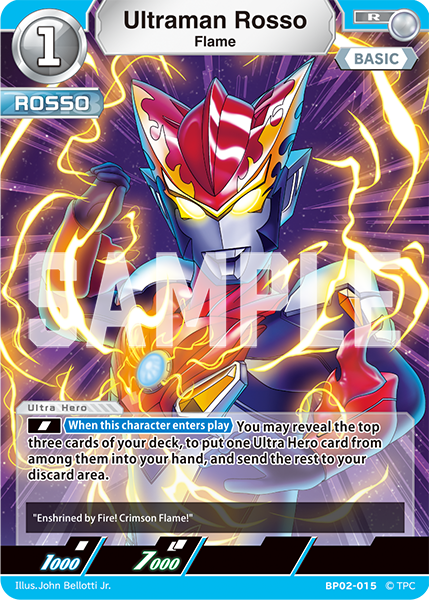 Ultraman Rosso
Flame
1
R
BASIC
ROSSO
SAMPLE
Ultra Hero
When this character enters play You may reveal the top
three cards of your deck, to put one Ultra Hero card from
among them into your hand, and send the rest to your
discard area.
"Enshrined by Fire! Crimson Flame!"
1000
7000
Illus.John Bellotti Jr.
BP02-015 © TPC